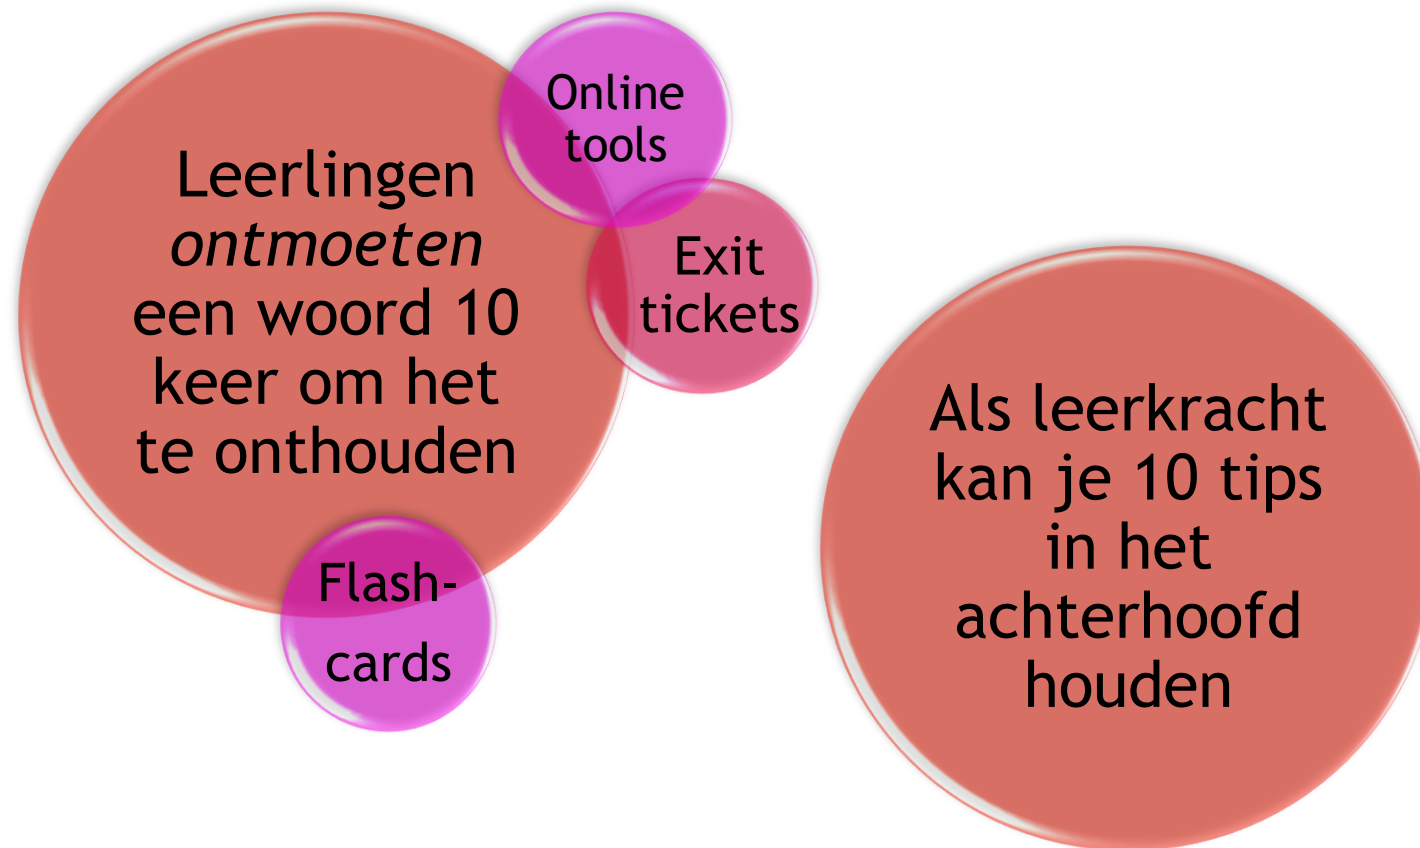 Leerlingen
ontmoeten
een woord 10
keer om het
te onthouden
Online
tools
Exit
tickets
Flash-
cards
Als leerkracht
kan je 10 tips
in het
achterhoofd
houden